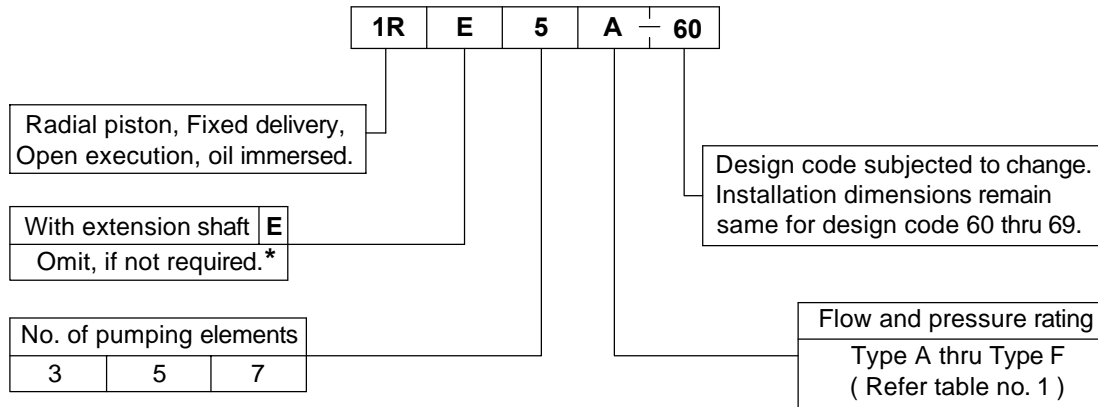 1R E 5 A - 60
Radial piston, Fixed delivery,
Open execution, oil immersed.
Design code subjected to change.
Installation dimensions remain
same for design code 60 thru 69.
With extension shaft E
Omit, if not required.*
No. of pumping elements
3 5 7
Flow and pressure rating
Type A thru Type F
( Refer table no. 1 )